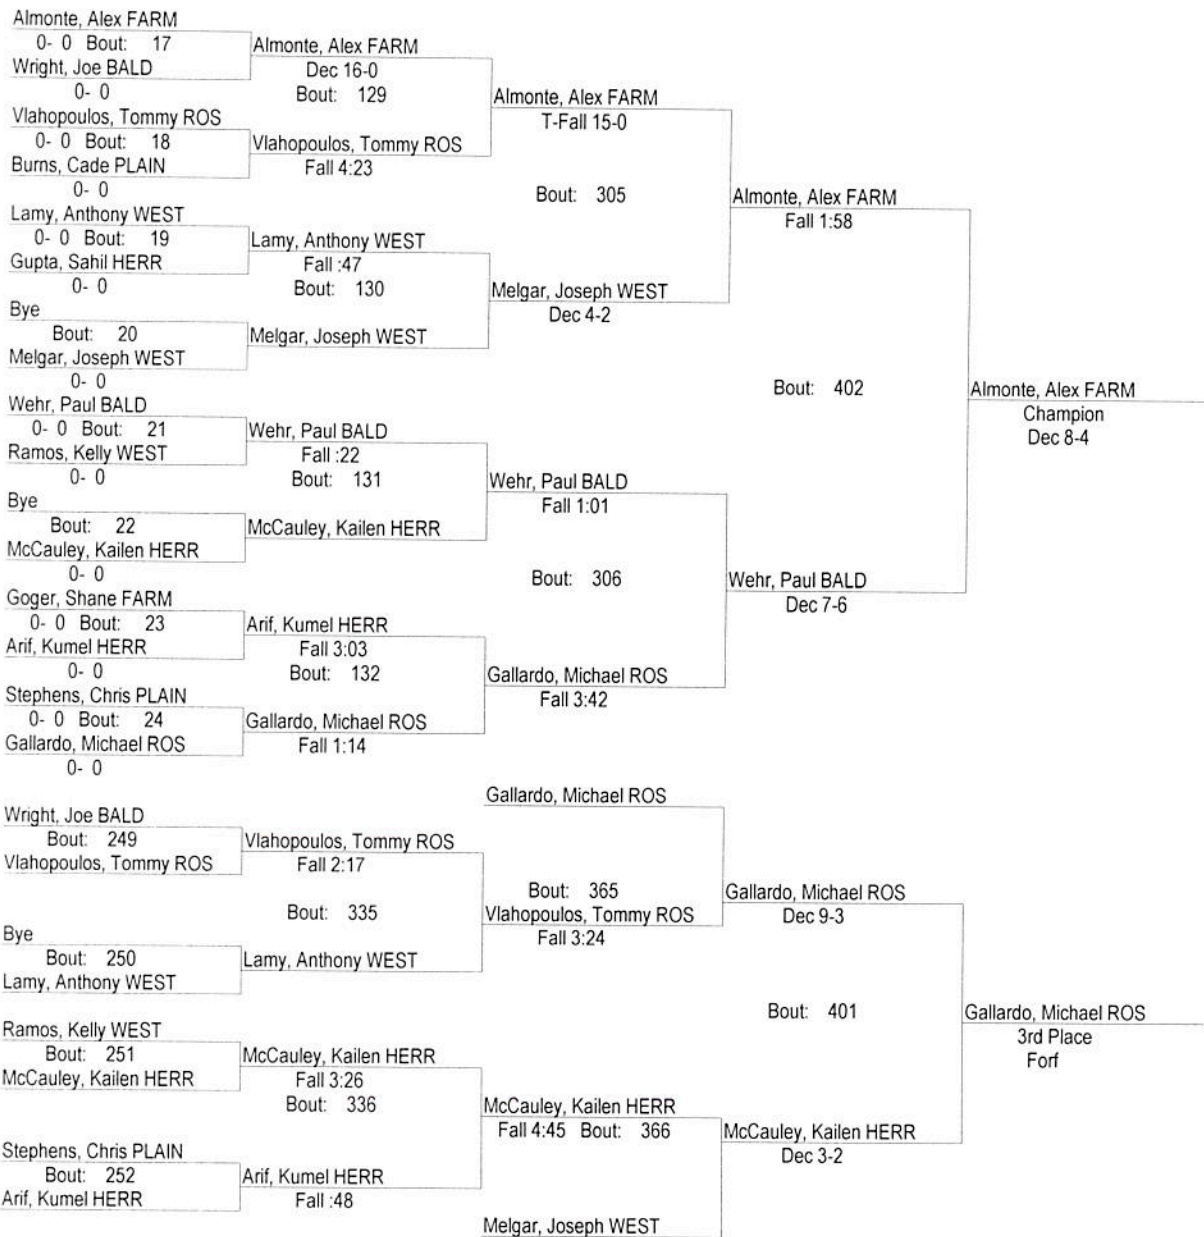 Almonte, Alex FARM
0- 0 Bout: 17
Wright, Joe BALD
0- 0
Vlahopoulos, Tommy ROS
0- 0 Bout: 18
Burns, Cade PLAIN
0- 0
Lamy, Anthony WEST
0- 0 Bout: 19
Gupta, Sahil HERR
0- 0
Bye
Bout: 20
Melgar, Joseph WEST
0- 0
Wehr, Paul BALD
0- 0 Bout: 21
Ramos, Kelly WEST
0- 0
Bye
Bout: 22
McCauley, Kailen HERR
0- 0
Goger, Shane FARM
0- 0 Bout: 23
Arif, Kumel HERR
0- 0
Stephens, Chris PLAIN
0- 0 Bout: 24
Gallardo, Michael ROS
0- 0
Almonte, Alex FARM
Dec 16-0
Bout: 129
Vlahopoulos, Tommy ROS
Fall 4:23
Lamy, Anthony WEST
Fall :47
Bout: 130
Melgar, Joseph WEST
Wehr, Paul BALD
Fall :22
Bout: 131
McCauley, Kailen HERR
Arif, Kumel HERR
Fall 3:03
Bout: 132
Gallardo, Michael ROS
Fall 1:14
Almonte, Alex FARM
T-Fall 15-0
Bout: 305
Melgar, Joseph WEST
Dec 4-2
Wehr, Paul BALD
Fall 1:01
Bout: 306
Gallardo, Michael ROS
Fall 3:42
Almonte, Alex FARM
Fall 1:58
Bout: 402
Wehr, Paul BALD
Dec 7-6
Almonte, Alex FARM
Champion
Dec 8-4
Wright, Joe BALD
Bout: 249
Vlahopoulos, Tommy ROS
Bye
Bout: 250
Lamy, Anthony WEST
Ramos, Kelly WEST
Bout: 251
McCauley, Kailen HERR
Stephens, Chris PLAIN
Bout: 252
Arif, Kumel HERR
Vlahopoulos, Tommy ROS
Fall 2:17
Bout: 335
Lamy, Anthony WEST
McCauley, Kailen HERR
Fall 3:26
Bout: 336
Arif, Kumel HERR
Fall :48
Gallardo, Michael ROS
Bout: 365
Vlahopoulos, Tommy ROS
Fall 3:24
McCauley, Kailen HERR
Fall 4:45 Bout: 366
Melgar, Joseph WEST
Gallardo, Michael ROS
Dec 9-3
Bout: 401
McCauley, Kailen HERR
Dec 3-2
Gallardo, Michael ROS
3rd Place
Forf